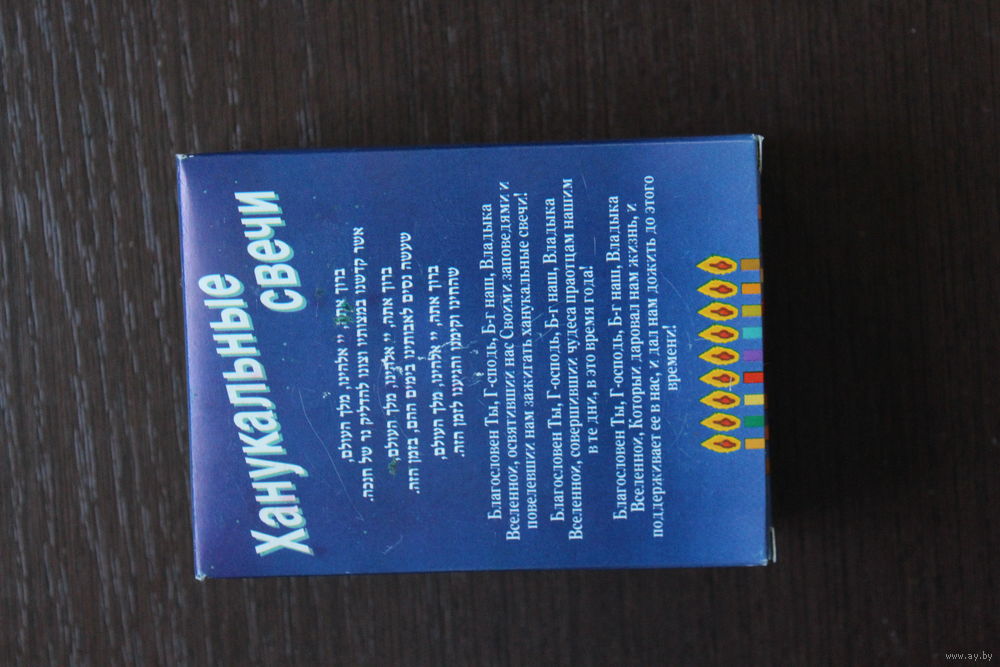 Ханукальные
свечи
ברוך אתה, יי אלהינו, מלך העולם,
אשר קדשנו במצותיו וצונו להדליק נר של חנכה.
ברוך אתה, יי אלהינו, מלך העולם,
שעשה נסים לאבותינו בימים ההם, בזמן הזה.
ברוך אתה, יי אלהינו, מלך העולם,
שהחינו וקימנו והגיענו לזמן הזה.
Благословен Ты, Г-сподь, Б-г наш, Владыка
Вселенной, освятивший нас Своими заповедями и
повелевший нам зажигать ханукальные свечи!
Благословен Ты, Г-осподь, Б-г наш, Владыка
Вселенной, совершивший чудеса праотцам нашим
в те дни, в это время года!
Благословен Ты, Г-осподь, Б-г наш, Владыка
Вселенной, Который даровал нам жизнь, и
поддерживает ее в нас, и дал нам дожить до этого
времени!
www.ay.by